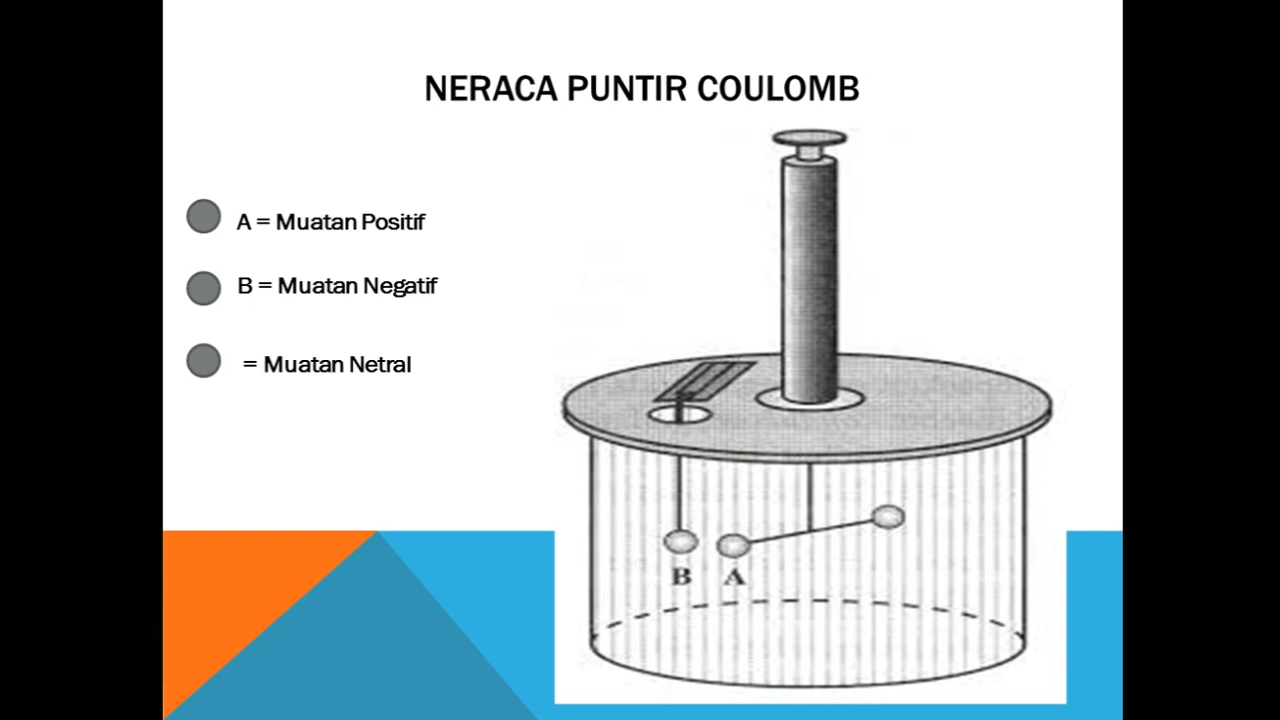 NERACA PUNTIR COULOMB
A = Muatan Positif
B = Muatan Negatif
= Muatan Netral
B A